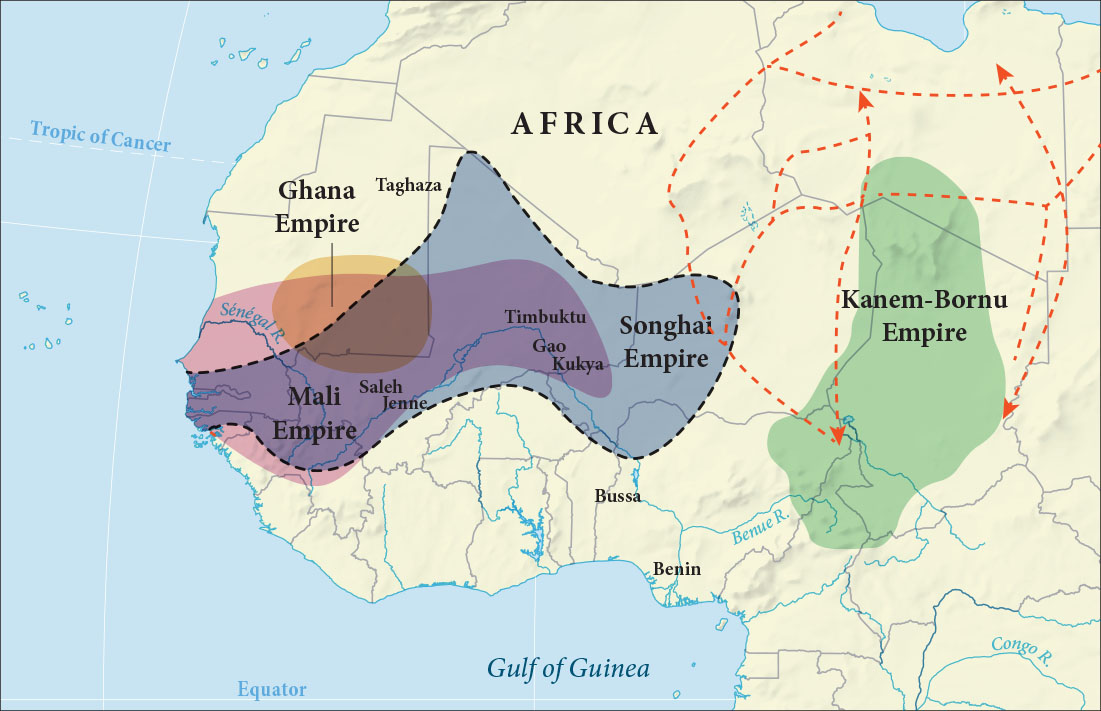 AFRICA
Tropic of Cancer
Ghana
Empire
Taghaza
Kanem-Bornu
Empire
Sénégal R.
Timbuktu
Songhai
Empire
Gao
Kukya
Mali
Empire
Saleh
Jenne
Bussa
Benue R.
Benin
Congo R.
Gulf of Guinea
Equator